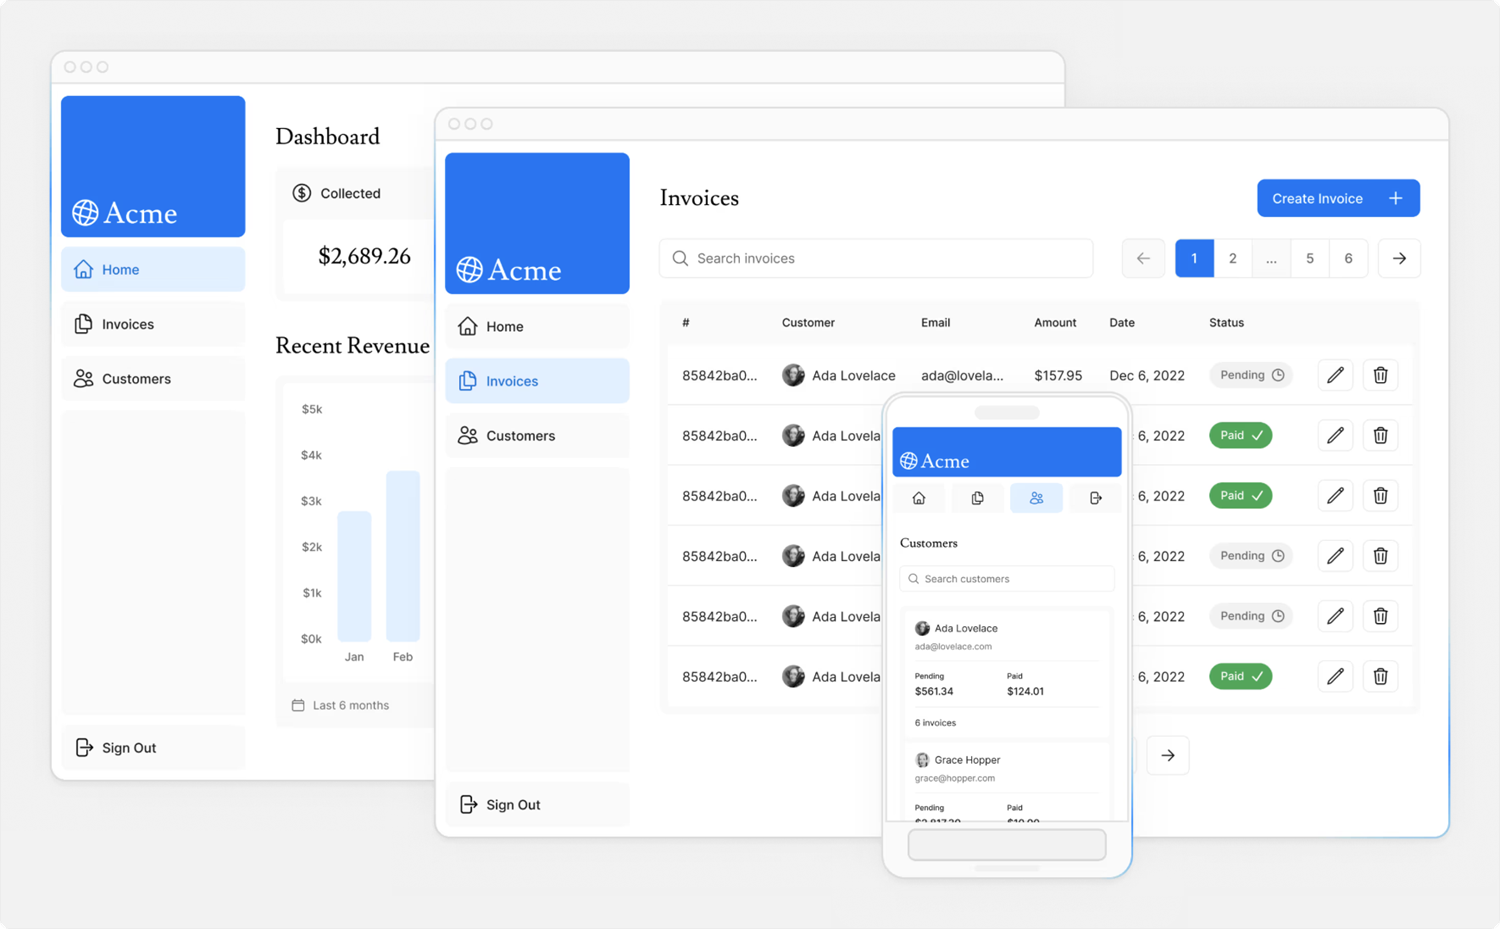 Acme
Home
Invoices
Customers
Sign Out
Dashboard
Collected
$2,689.26
Recent Revenue
$5k
$4k
$3k
$2k
$1k
$0k
Jan Feb
Last 6 months
Acme
Home
Invoices
Customers
Sign Out
Invoices
Create Invoice
Search invoices
1 2 ... 5 6
# Customer Email Amount Date Status
85842ba0... Ada Lovelace ada@lovela... $157.95 Dec 6, 2022 Pending
85842ba0... Ada Lovela 6, 2022 Paid
85842ba0... Ada Lovela 6, 2022 Paid
85842ba0... Ada Lovela 6, 2022 Pending
85842ba0... Ada Lovela 6, 2022 Pending
85842ba0... Ada Lovela 6, 2022 Paid
Acme
Customers
Search customers
Ada Lovelace
ada@lovelace.com
Pending Paid
$561.34 $124.01
6 invoices
Grace Hopper
grace@hopper.com
Pending Paid